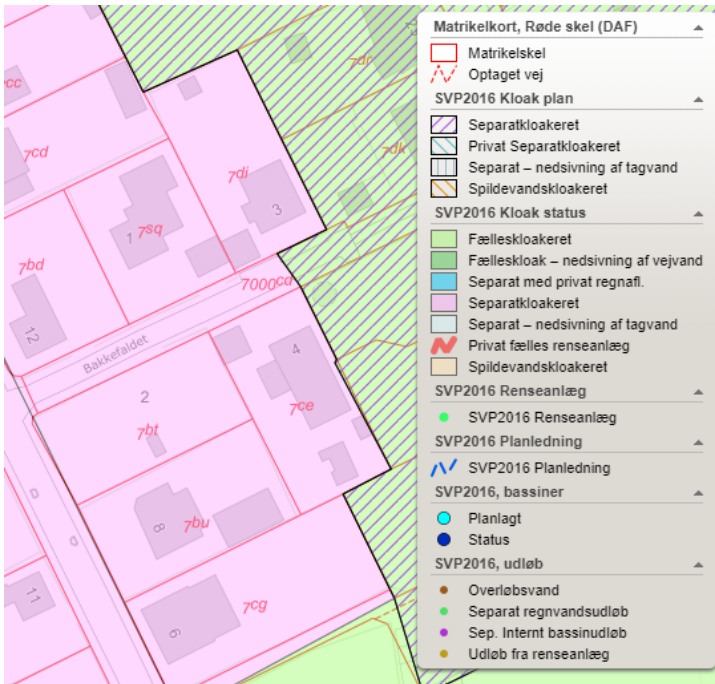 7cc
7cd
7di
3
1
7sq
7bd
12
7000cd
Bakkefaldet
4
2
7ce
7bt
8
7bu
7cg
6
11
7dr
7dk
Matrikelkort, Røde skel (DAF)
Matrikelskel
Optaget vej
SVP2016 Kloak plan
Separatkloakeret
Privat Separatkloakeret
Separat – nedsivning af tagvand
Spildevandskloakeret
SVP2016 Kloak status
Fælleskloakeret
Fælleskloak – nedsivning af vejvand
Separat med privat regnafl.
Separatkloakeret
Separat – nedsivning af tagvand
Privat fælles renseanlæg
Spildevandskloakeret
SVP2016 Renseanlæg
SVP2016 Renseanlæg
SVP2016 Planledning
SVP2016 Planledning
SVP2016, bassiner
Planlagt
Status
SVP2016, udløb
Overløbsvand
Separat regnvandsudløb
Sep. Internt bassinudløb
Udløb fra renseanlæg